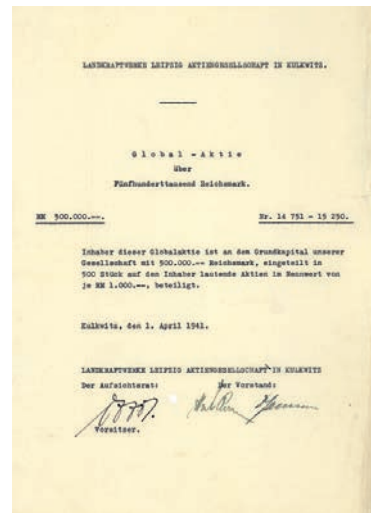 LANDKRAFTWERKE LEIPZIG AKTIENGESELLSCHAFT IN KULKWITZ.
Global-Aktie
über
Fünfhunderttausend Reichsmark.
RM 500.000.--.
Nr. 14 751 - 15 250.
Inhaber dieser Globalaktie ist an dem Grundkapital unserer
Gesellschaft mit 500.000.-- Reichsmark, eingeteilt in
500 Stück auf den Inhaber lautende Aktien im Nennwert von
je RM 1.000.--, beteiligt.
Kulkwitz, den 1. April 1941.
LANDKRAFTWERKE LEIPZIG AKTIENGESELLSCHAFT IN KULKWITZ
Der Aufsichtsrat: Der Vorstand:
Vorsitzer.